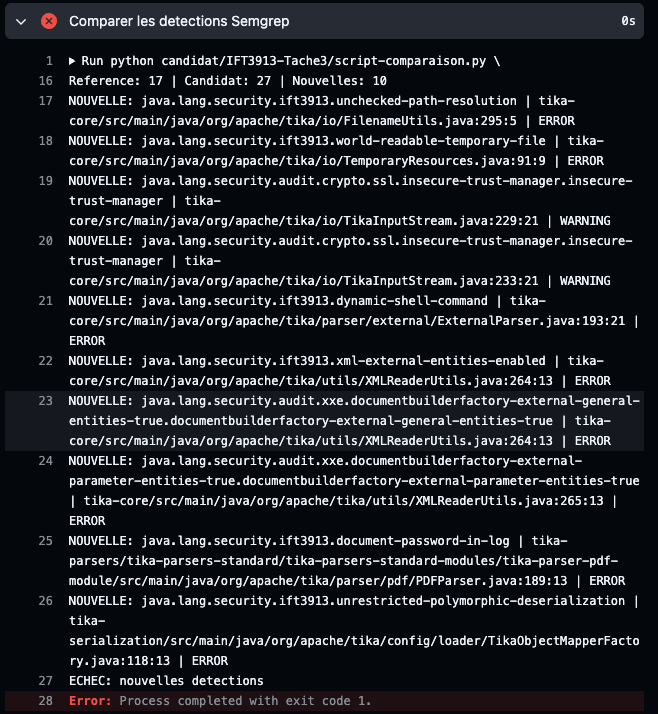 Comparer les detections Semgrep
0s
1 Run python candidat/IFT3913-Tache3/script-comparaison.py \
16 Reference: 17 | Candidat: 27 | Nouvelles: 10
17 NOUVELLE: java.lang.security.ift3913.unchecked-path-resolution | tika-
core/src/main/java/org/apache/tika/io/FilenameUtils.java:295:5 | ERROR
18 NOUVELLE: java.lang.security.ift3913.world-readable-temporary-file | tika-
core/src/main/java/org/apache/tika/io/TemporaryResources.java:91:9 | ERROR
19 NOUVELLE: java.lang.security.audit.crypto.ssl.insecure-trust-manager.insecure-
trust-manager | tika-
core/src/main/java/org/apache/tika/io/TikaInputStream.java:229:21 | WARNING
20 NOUVELLE: java.lang.security.audit.crypto.ssl.insecure-trust-manager.insecure-
trust-manager | tika-
core/src/main/java/org/apache/tika/io/TikaInputStream.java:233:21 | WARNING
21 NOUVELLE: java.lang.security.ift3913.dynamic-shell-command | tika-
core/src/main/java/org/apache/tika/parser/external/ExternalParser.java:193:21 |
ERROR
22 NOUVELLE: java.lang.security.ift3913.xml-external-entities-enabled | tika-
core/src/main/java/org/apache/tika/utils/XMLReaderUtils.java:264:13 | ERROR
23 NOUVELLE: java.lang.security.audit.xxe.documentbuilderfactory-external-general-
entities-true.documentbuilderfactory-external-general-entities-true | tika-
core/src/main/java/org/apache/tika/utils/XMLReaderUtils.java:264:13 | ERROR
24 NOUVELLE: java.lang.security.audit.xxe.documentbuilderfactory-external-
parameter-entities-true.documentbuilderfactory-external-parameter-entities-true
| tika-core/src/main/java/org/apache/tika/utils/XMLReaderUtils.java:265:13 |
ERROR
25 NOUVELLE: java.lang.security.ift3913.document-password-in-log | tika-
parsers/tika-parsers-standard/tika-parsers-standard-modules/tika-parser-pdf-
module/src/main/java/org/apache/tika/parser/pdf/PDFParser.java:189:13 | ERROR
26 NOUVELLE: java.lang.security.ift3913.unrestricted-polymorphic-deserialization |
tika-
serialization/src/main/java/org/apache/tika/config/loader/TikaObjectMapperFacto
ry.java:118:13 | ERROR
27 ECHEC: nouvelles detections
28 Error: Process completed with exit code 1.